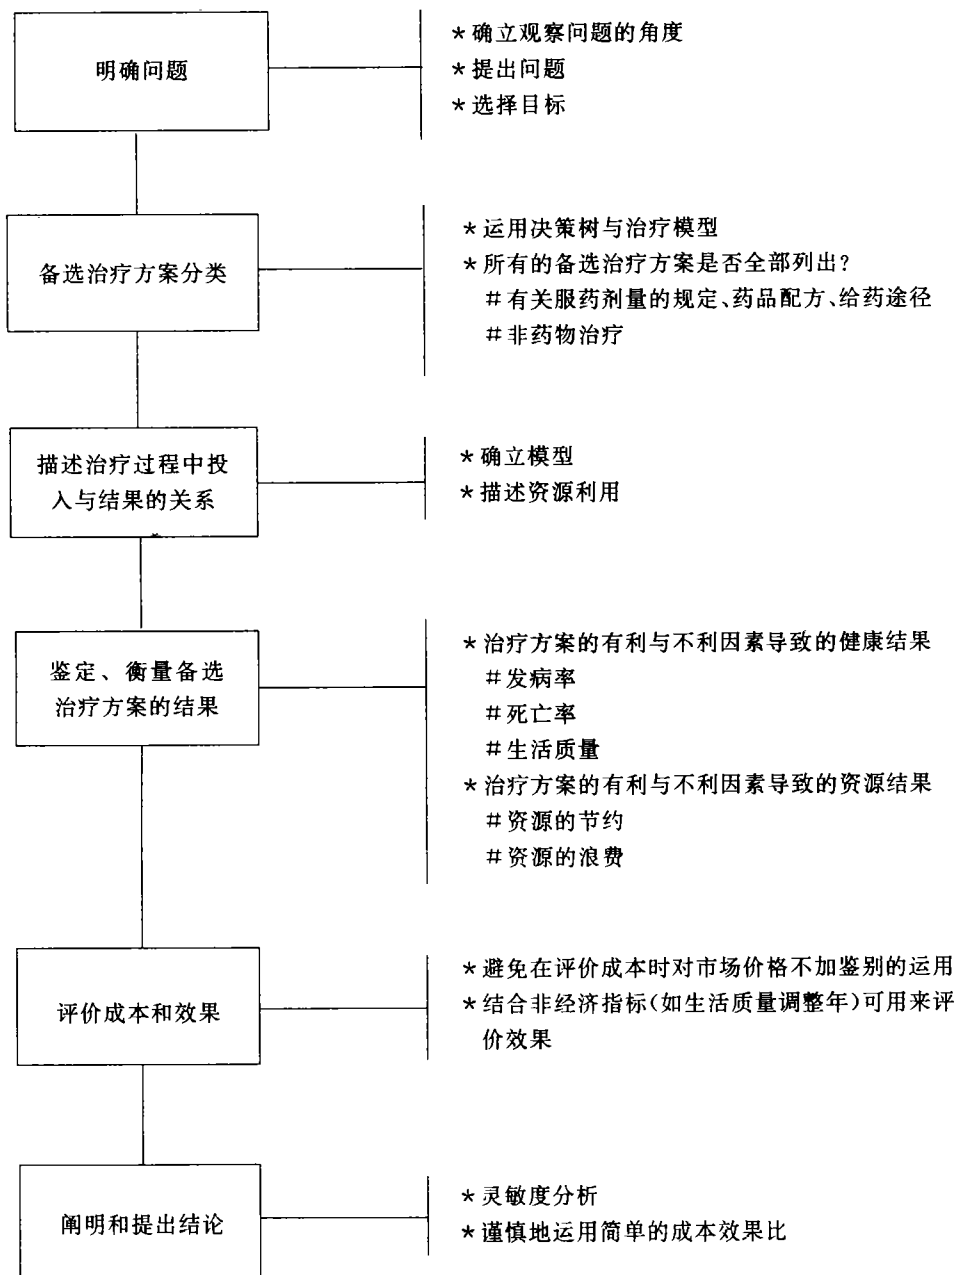 明确问题
*确立观察问题的角度
*提出问题
*选择目标
备选治疗方案分类
*运用决策树与治疗模型
*所有的备选治疗方案是否全部列出?
#有关服药剂量的规定、药品配方、给药途径
#非药物治疗
描述治疗过程中投
入与结果的关系
*确立模型
*描述资源利用
鉴定、衡量备选
治疗方案的结果
*治疗方案的有利与不利因素导致的健康结果
#发病率
#死亡率
#生活质量
*治疗方案的有利与不利因素导致的资源结果
#资源的节约
#资源的浪费
评价成本和效果
*避免在评价成本时对市场价格不加鉴别的运用
*结合非经济指标(如生活质量调整年)可用来评
价效果
阐明和提出结论
*灵敏度分析
*谨慎地运用简单的成本效果比